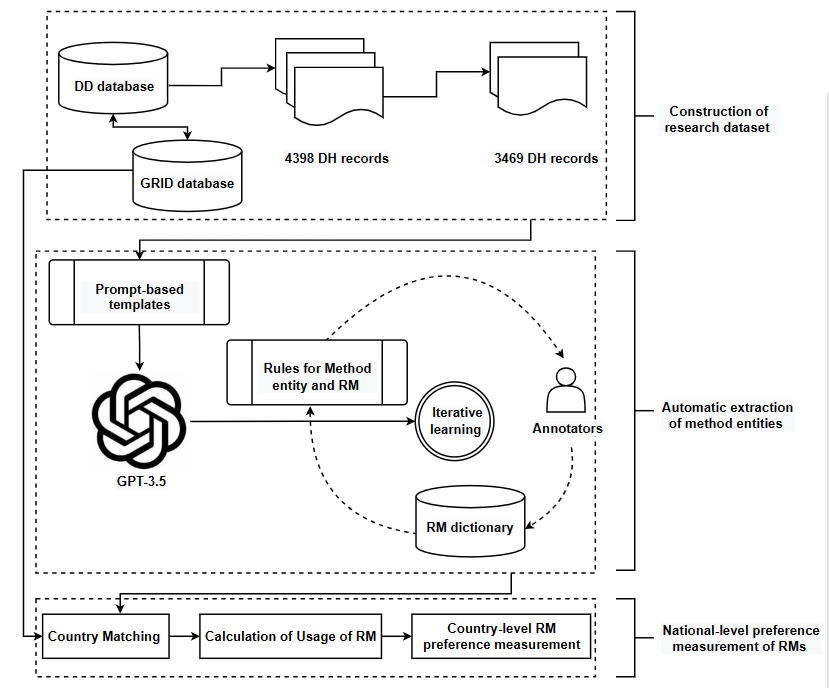 DD database
GRID database
4398 DH records
3469 DH records
Construction of
research dataset
Prompt-based
templates
Rules for Method
entity and RM
Iterative
learning
Annotators
GPT-3.5
RM dictionary
Automatic extraction
of method entities
Country Matching
Calculation of Usage of RM
Country-level RM
preference measurement
National-level preference
measurement of RMs